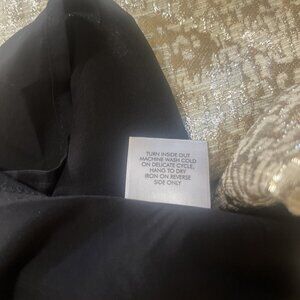 TURN INSIDE OUT
MACHINE WASH COLD
ON DELICATE CYCLE,
HANG TO DRY
IRON ON REVERSE
SIDE ONLY